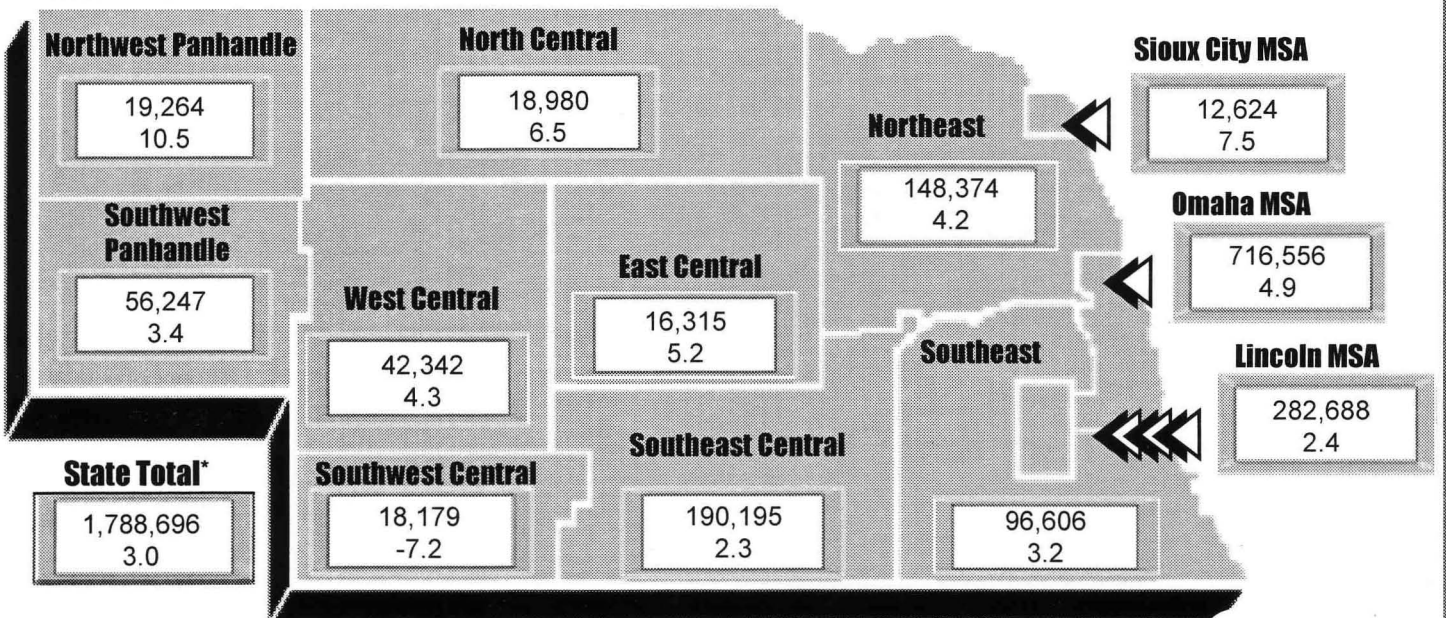 Northwest Panhandle
19,264
10.5
North Central
18,980
6.5
Sioux City MSA
12,624
7.5
Northeast
148,374
4.2
Omaha MSA
716,556
4.9
Southwest
Panhandle
56,247
3.4
West Central
42,342
4.3
East Central
16,315
5.2
Southeast
96,606
3.2
Lincoln MSA
282,688
2.4
State Total*
1,788,696
3.0
Southwest Central
18,179
-7.2
Southeast Central
190,195
2.3